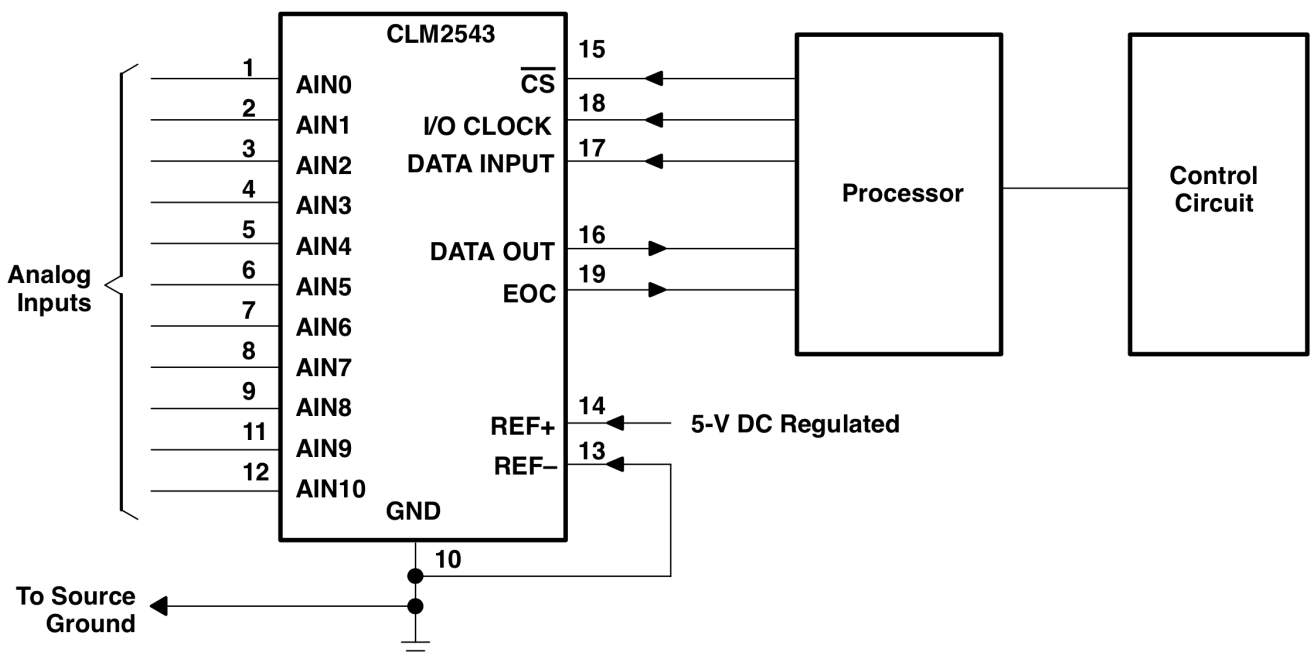 CLM2543
Analog
Inputs
1
AIN0
2
AIN1
3
AIN2
4
AIN3
5
AIN4
6
AIN5
7
AIN6
8
AIN7
9
AIN8
11
AIN9
12
AIN10
15
CS
18
I/O CLOCK
17
DATA INPUT
16
DATA OUT
19
EOC
14
REF+
5-V DC Regulated
13
REF–
GND
10
To Source
Ground
Processor
Control
Circuit